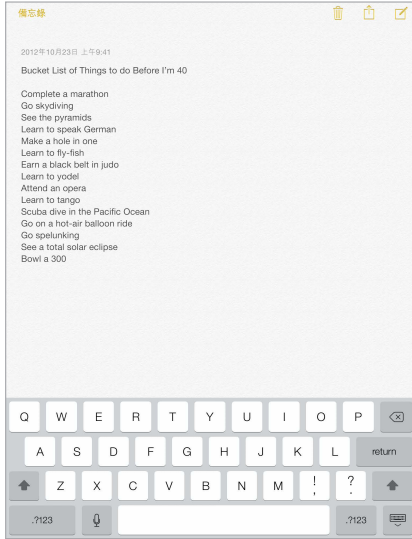 備忘錄
2012年10月23日 上午9:41
Bucket List of Things to do Before I'm 40
Complete a marathon
Go skydiving
See the pyramids
Learn to speak German
Make a hole in one
Learn to fly-fish
Earn a black belt in judo
Learn to yodel
Attend an opera
Learn to tango
Scuba dive in the Pacific Ocean
Go on a hot-air balloon ride
Go spelunking
See a total solar eclipse
Bowl a 300
Q W E R T Y U I O P
A S D F G H J K L return
Z X C V B N M ! , ? .
.?123 .?123